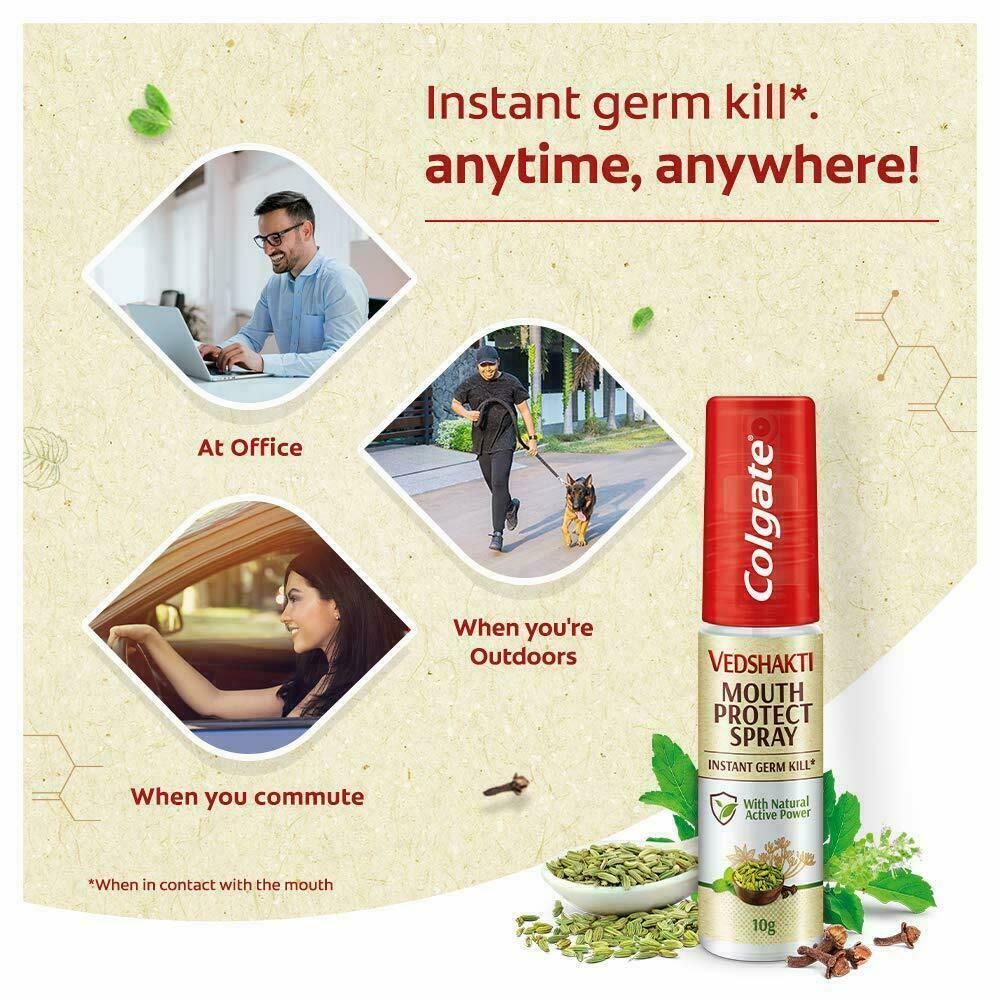 Instant germ kill*.
anytime, anywhere!
At Office
When you're
Outdoors
When you commute
*When in contact with the mouth
Colgate®
VEDSHAKTI
MOUTH
PROTECT
SPRAY
INSTANT GERM KILL*
With Natural
Active Power
10g